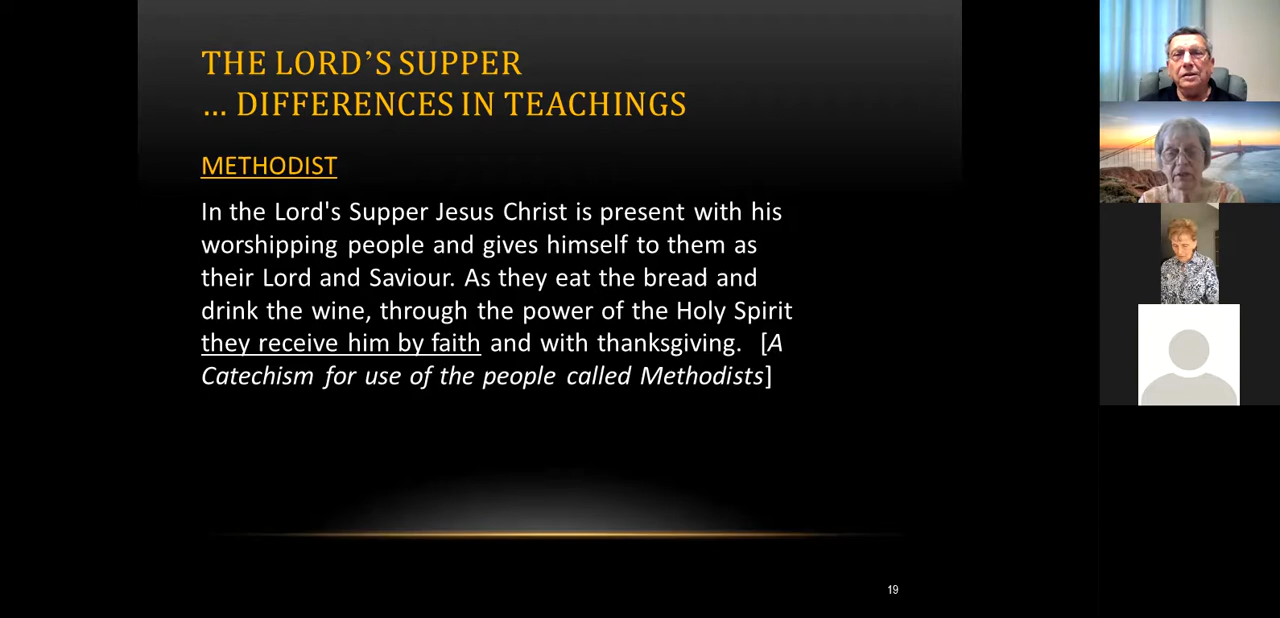 THE LORD’S SUPPER
… DIFFERENCES IN TEACHINGS
METHODIST
In the Lord's Supper Jesus Christ is present with his
worshipping people and gives himself to them as
their Lord and Saviour. As they eat the bread and
drink the wine, through the power of the Holy Spirit
they receive him by faith and with thanksgiving. [A
Catechism for use of the people called Methodists]
19